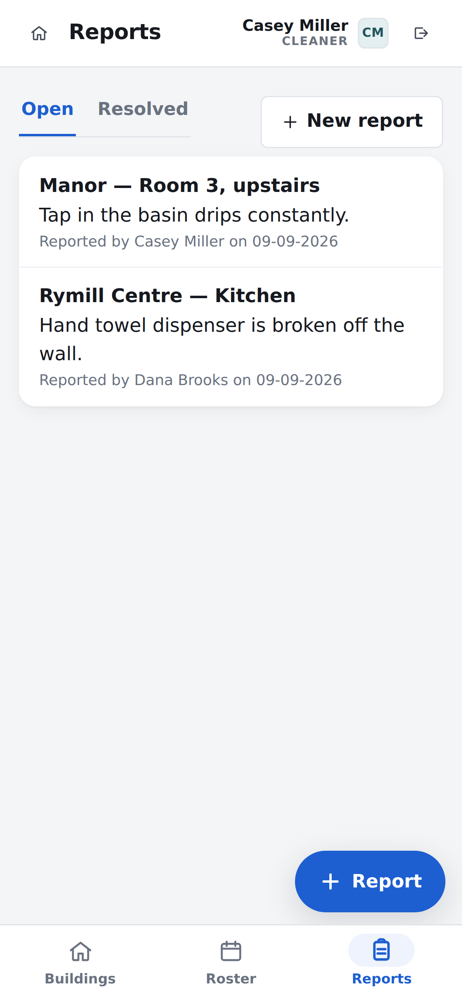 Reports
Casey Miller
CLEANER
CM
Open
Resolved
New report
Manor — Room 3, upstairs
Tap in the basin drips constantly.
Reported by Casey Miller on 09-09-2026
Rymill Centre — Kitchen
Hand towel dispenser is broken off the
wall.
Reported by Dana Brooks on 09-09-2026
Report
Buildings
Roster
Reports